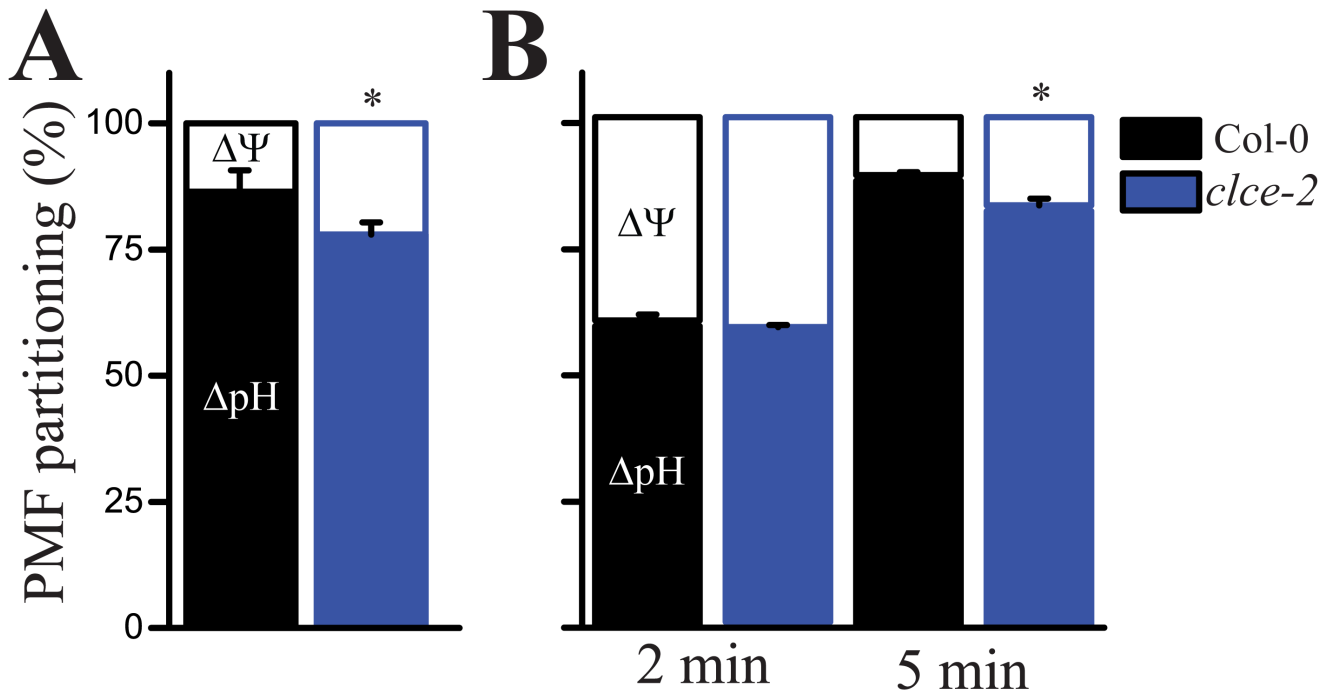 A
B
PMF partitioning (%)
100
75
50
25
0
ΔΨ
*
ΔpH
ΔΨ
ΔpH
*
Col-0
clce-2
2 min
5 min